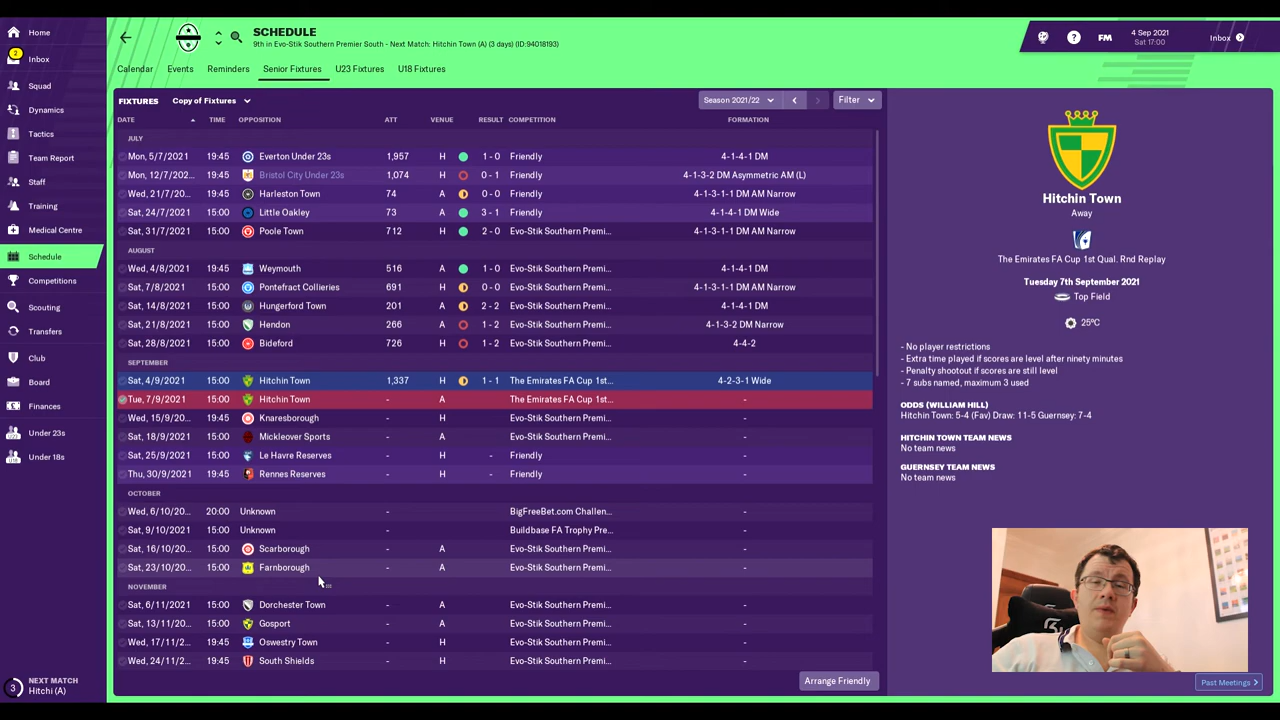 Home
2
Inbox
Squad
Dynamics
Tactics
Team Report
Staff
Training
Medical Centre
Schedule
Competitions
Scouting
Transfers
Club
Board
Finances
Under 23s
Under 18s
3
NEXT MATCH
Hitchi (A)
SCHEDULE
9th in Evo-Stik Southern Premier South - Next Match: Hitchin Town (A) (3 days) (ID:94018193)
?
FM
4 Sep 2021
Sat 17:00
Inbox
Calendar Events Reminders Senior Fixtures U23 Fixtures U18 Fixtures
FIXTURES Copy of Fixtures Season 2021/22 Filter
DATE TIME OPPOSITION ATT VENUE RESULT COMPETITION FORMATION
JULY
Mon, 5/7/2021 19:45 Everton Under 23s 1,957 H 1 - 0 Friendly 4-1-4-1 DM
Mon, 12/7/202... 19:45 Bristol City Under 23s 1,074 H 0 - 1 Friendly 4-1-3-2 DM Asymmetric AM (L)
Wed, 21/7/20... 19:45 Harleston Town 74 A 0 - 0 Friendly 4-1-3-1-1 DM AM Narrow
Sat, 24/7/2021 15:00 Little Oakley 73 A 3 - 1 Friendly 4-1-4-1 DM Wide
Sat, 31/7/2021 15:00 Poole Town 712 H 2 - 0 Evo-Stik Southern Premi... 4-1-3-1-1 DM AM Narrow
AUGUST
Wed, 4/8/2021 19:45 Weymouth 516 A 1 - 0 Evo-Stik Southern Premi... 4-1-4-1 DM
Sat, 7/8/2021 15:00 Pontefract Collieries 691 H 0 - 0 Evo-Stik Southern Premi... 4-1-3-1-1 DM AM Narrow
Sat, 14/8/2021 15:00 Hungerford Town 201 A 2 - 2 Evo-Stik Southern Premi... 4-1-4-1 DM
Sat, 21/8/2021 15:00 Hendon 266 A 1 - 2 Evo-Stik Southern Premi... 4-1-3-2 DM Narrow
Sat, 28/8/2021 15:00 Bideford 726 H 1 - 2 Evo-Stik Southern Premi... 4-4-2
SEPTEMBER
Sat, 4/9/2021 15:00 Hitchin Town 1,337 H 1 - 1 The Emirates FA Cup 1st... 4-2-3-1 Wide
Tue, 7/9/2021 15:00 Hitchin Town - A The Emirates FA Cup 1st... -
Wed, 15/9/20... 19:45 Knaresborough - H Evo-Stik Southern Premi... -
Sat, 18/9/2021 15:00 Mickleover Sports - A Evo-Stik Southern Premi... -
Sat, 25/9/2021 15:00 Le Havre Reserves - H - Friendly -
Thu, 30/9/2021 19:45 Rennes Reserves - H - Friendly -
OCTOBER
Wed, 6/10/20... 20:00 Unknown - BigFreeBet.com Challen... -
Sat, 9/10/2021 15:00 Unknown - Buildbase FA Trophy Pre... -
Sat, 16/10/20... 15:00 Scarborough - A Evo-Stik Southern Premi... -
Sat, 23/10/20... 15:00 Farnborough - A Evo-Stik Southern Premi... -
NOVEMBER
Sat, 6/11/2021 15:00 Dorchester Town - A Evo-Stik Southern Premi... -
Sat, 13/11/20... 15:00 Gosport - A Evo-Stik Southern Premi... -
Wed, 17/11/2... 19:45 Oswestry Town - H Evo-Stik Southern Premi... -
Wed, 24/11/2... 19:45 South Shields - H Evo-Stik Southern Premi... -
Arrange Friendly
Hitchin Town
Away
The Emirates FA Cup 1st Qual. Rnd Replay
Tuesday 7th September 2021
Top Field
25ºC
- No player restrictions
- Extra time played if scores are level after ninety minutes
- Penalty shootout if scores are still level
- 7 subs named, maximum 3 used
ODDS (WILLIAM HILL)
Hitchin Town: 5-4 (Fav) Draw: 11-5 Guernsey: 7-4
HITCHIN TOWN TEAM NEWS
No team news
GUERNSEY TEAM NEWS
No team news
Past Meetings